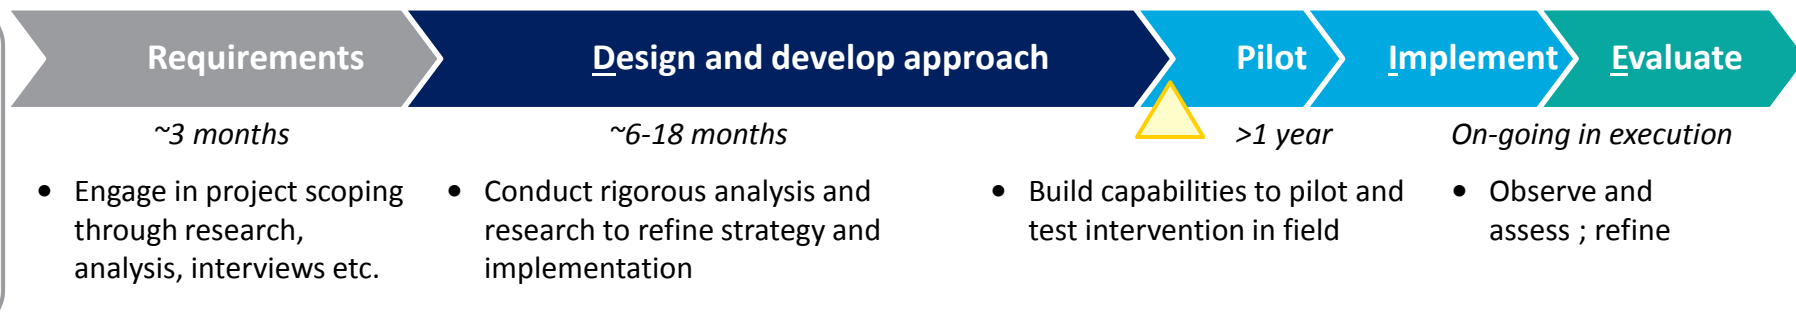 Requirements
Design and develop approach
Pilot
Implement
Evaluate
~3 months
~6-18 months
>1 year
On-going in execution
• Engage in project scoping
through research,
analysis, interviews etc.
• Conduct rigorous analysis and
research to refine strategy and
implementation
• Build capabilities to pilot and
test intervention in field
• Observe and
assess ; refine